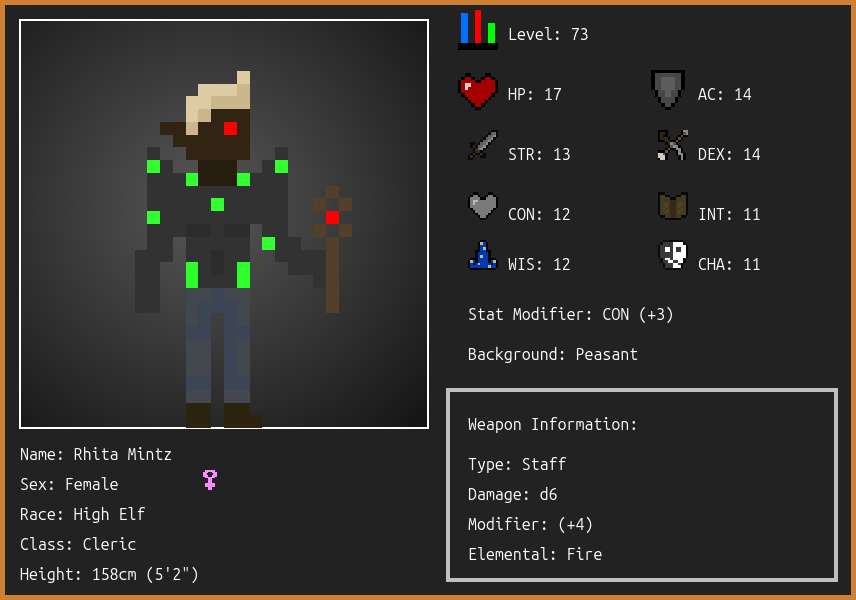 Level: 73
HP: 17
AC: 14
STR: 13
DEX: 14
CON: 12
INT: 11
WIS: 12
CHA: 11
Stat Modifier: CON (+3)
Background: Peasant
Weapon Information:
Type: Staff
Damage: d6
Modifier: (+4)
Elemental: Fire
Name: Rhita Mintz
Sex: Female
Race: High Elf
Class: Cleric
Height: 158cm (5'2")